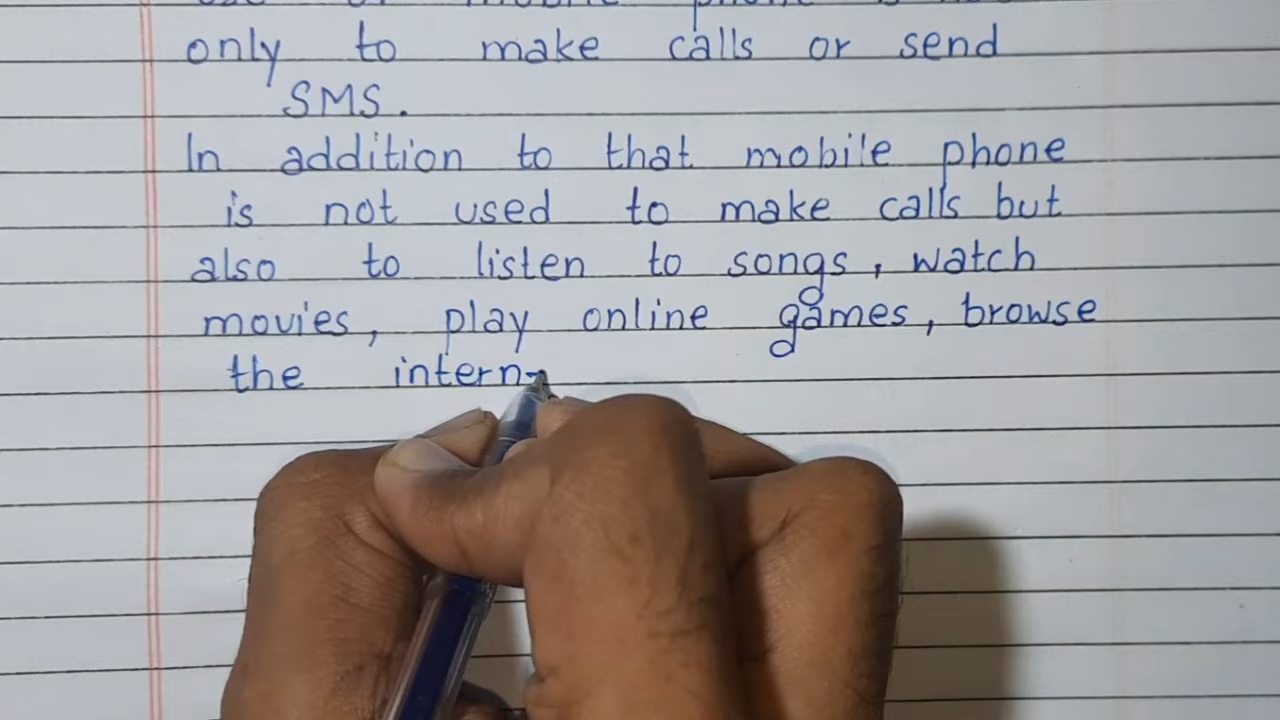 only to make calls or send
SMS.
In addition to that mobile phone
is not used to make calls but
also to listen to songs, watch
movies, play online games, browse
the intern